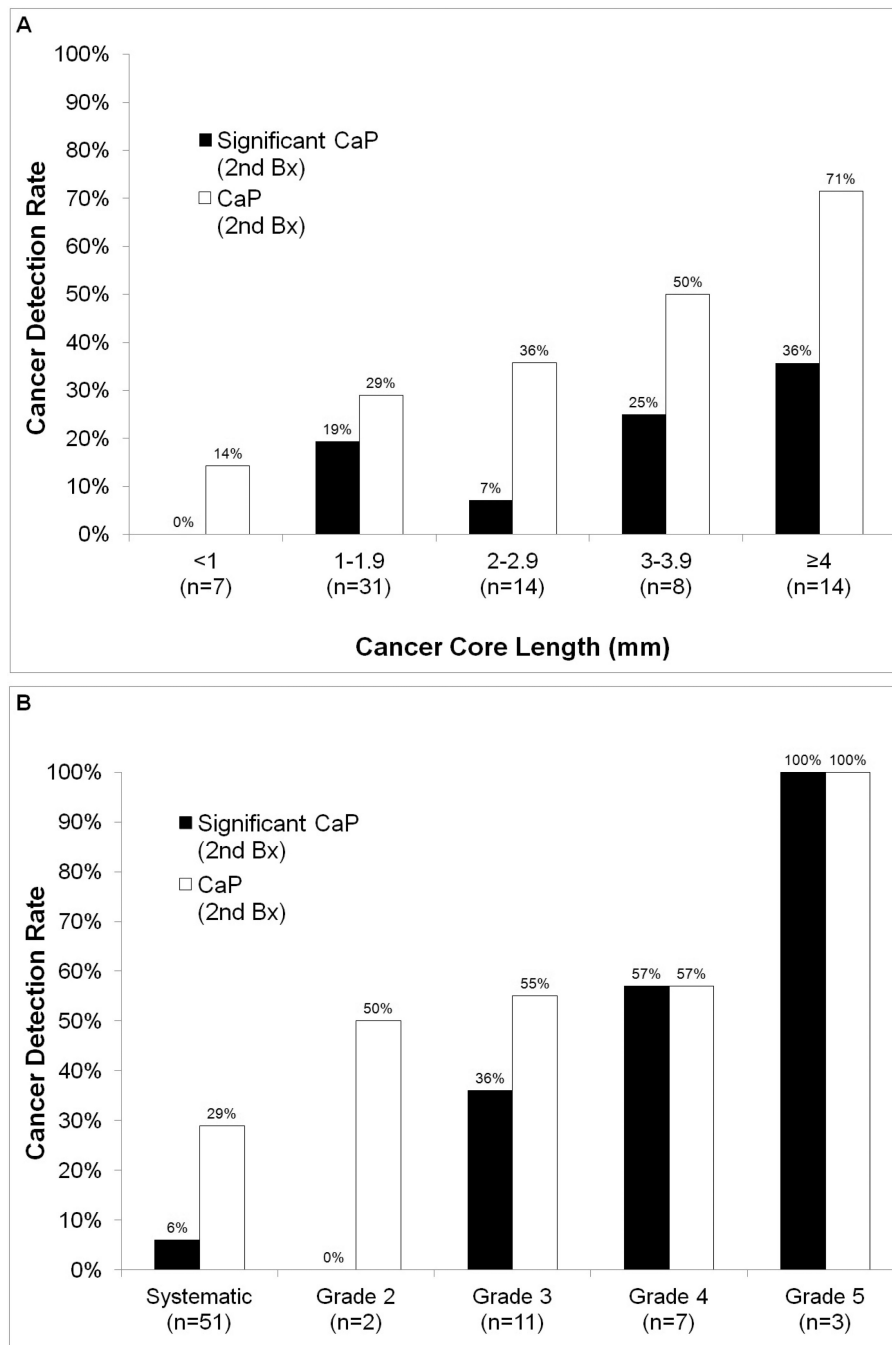 A
100%
90%
80%
70%
60%
50%
40%
30%
20%
10%
0%
Cancer Detection Rate
Significant CaP
(2nd Bx)
CaP
(2nd Bx)
0%
14%
19%
29%
7%
36%
25%
50%
36%
71%
<1
(n=7)
1-1.9
(n=31)
2-2.9
(n=14)
3-3.9
(n=8)
≥4
(n=14)
Cancer Core Length (mm)
B
100%
90%
80%
70%
60%
50%
40%
30%
20%
10%
0%
Cancer Detection Rate
Significant CaP
(2nd Bx)
CaP
(2nd Bx)
6%
29%
0%
50%
36%
55%
57%
57%
100%
100%
Systematic
(n=51)
Grade 2
(n=2)
Grade 3
(n=11)
Grade 4
(n=7)
Grade 5
(n=3)